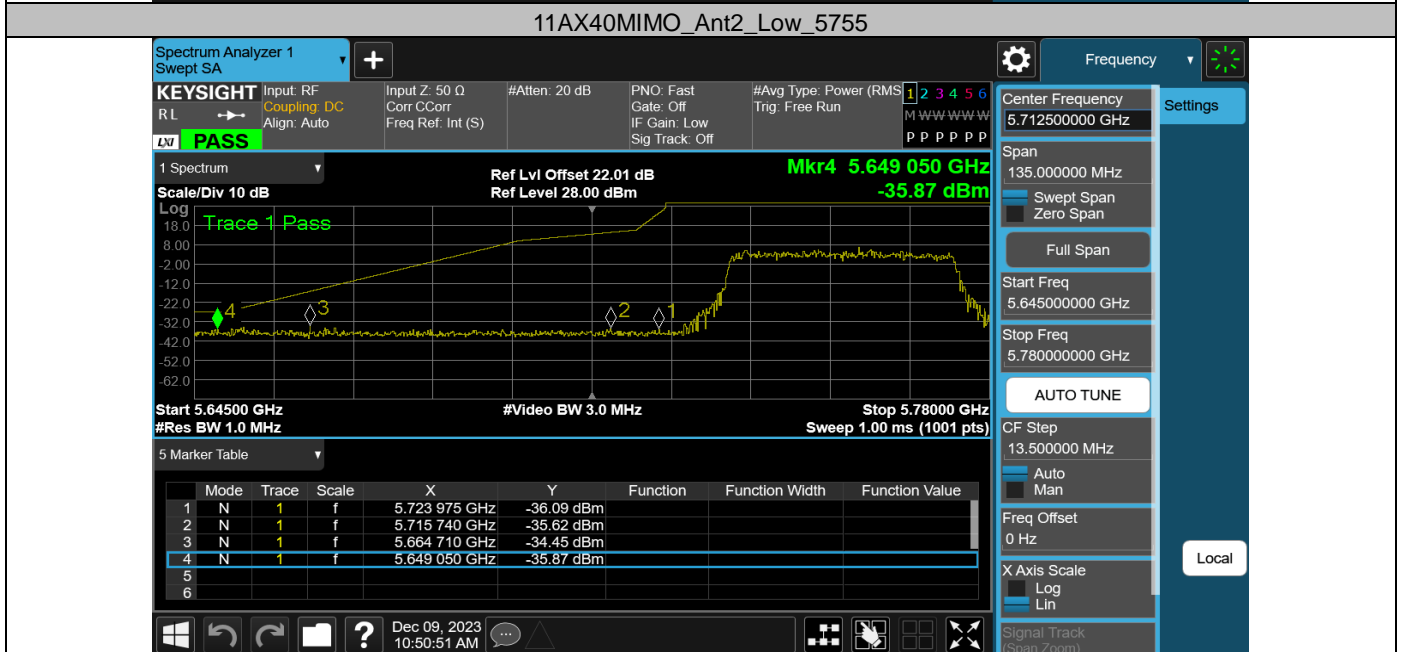 11AX40MIMO_Ant2_Low_5755
Spectrum Analyzer 1
Swept SA
Frequency
KEYSIGHT
RL
LXI PASS
Input: RF
Coupling: DC
Align: Auto
Input Z: 50 Ω
Corr CCorr
Freq Ref: Int (S)
#Atten: 20 dB
PNO: Fast
Gate: Off
IF Gain: Low
Sig Track: Off
#Avg Type: Power (RMS
Trig: Free Run
1 2 3 4 5 6
M W W W W W
P P P P P P
1 Spectrum
Scale/Div 10 dB
Ref Lvl Offset 22.01 dB
Ref Level 28.00 dBm
Mkr4 5.649 050 GHz
-35.87 dBm
Log
Trace 1 Pass
18.0
8.00
-2.00
-12.0
-22.0
-32.0
-42.0
-52.0
-62.0
4
3
2
1
Start 5.64500 GHz
#Video BW 3.0 MHz
Stop 5.78000 GHz
#Res BW 1.0 MHz
Sweep 1.00 ms (1001 pts)
5 Marker Table
Mode Trace Scale X Y Function Function Width Function Value
1 N 1 f 5.723 975 GHz -36.09 dBm
2 N 1 f 5.715 740 GHz -35.62 dBm
3 N 1 f 5.664 710 GHz -34.45 dBm
4 N 1 f 5.649 050 GHz -35.87 dBm
5
6
Dec 09, 2023
10:50:51 AM
Center Frequency
5.712500000 GHz
Settings
Span
135.000000 MHz
Swept Span
Zero Span
Full Span
Start Freq
5.645000000 GHz
Stop Freq
5.780000000 GHz
AUTO TUNE
CF Step
13.500000 MHz
Auto
Man
Freq Offset
0 Hz
Local
X Axis Scale
Log
Lin
Signal Track
(Span Zoom)